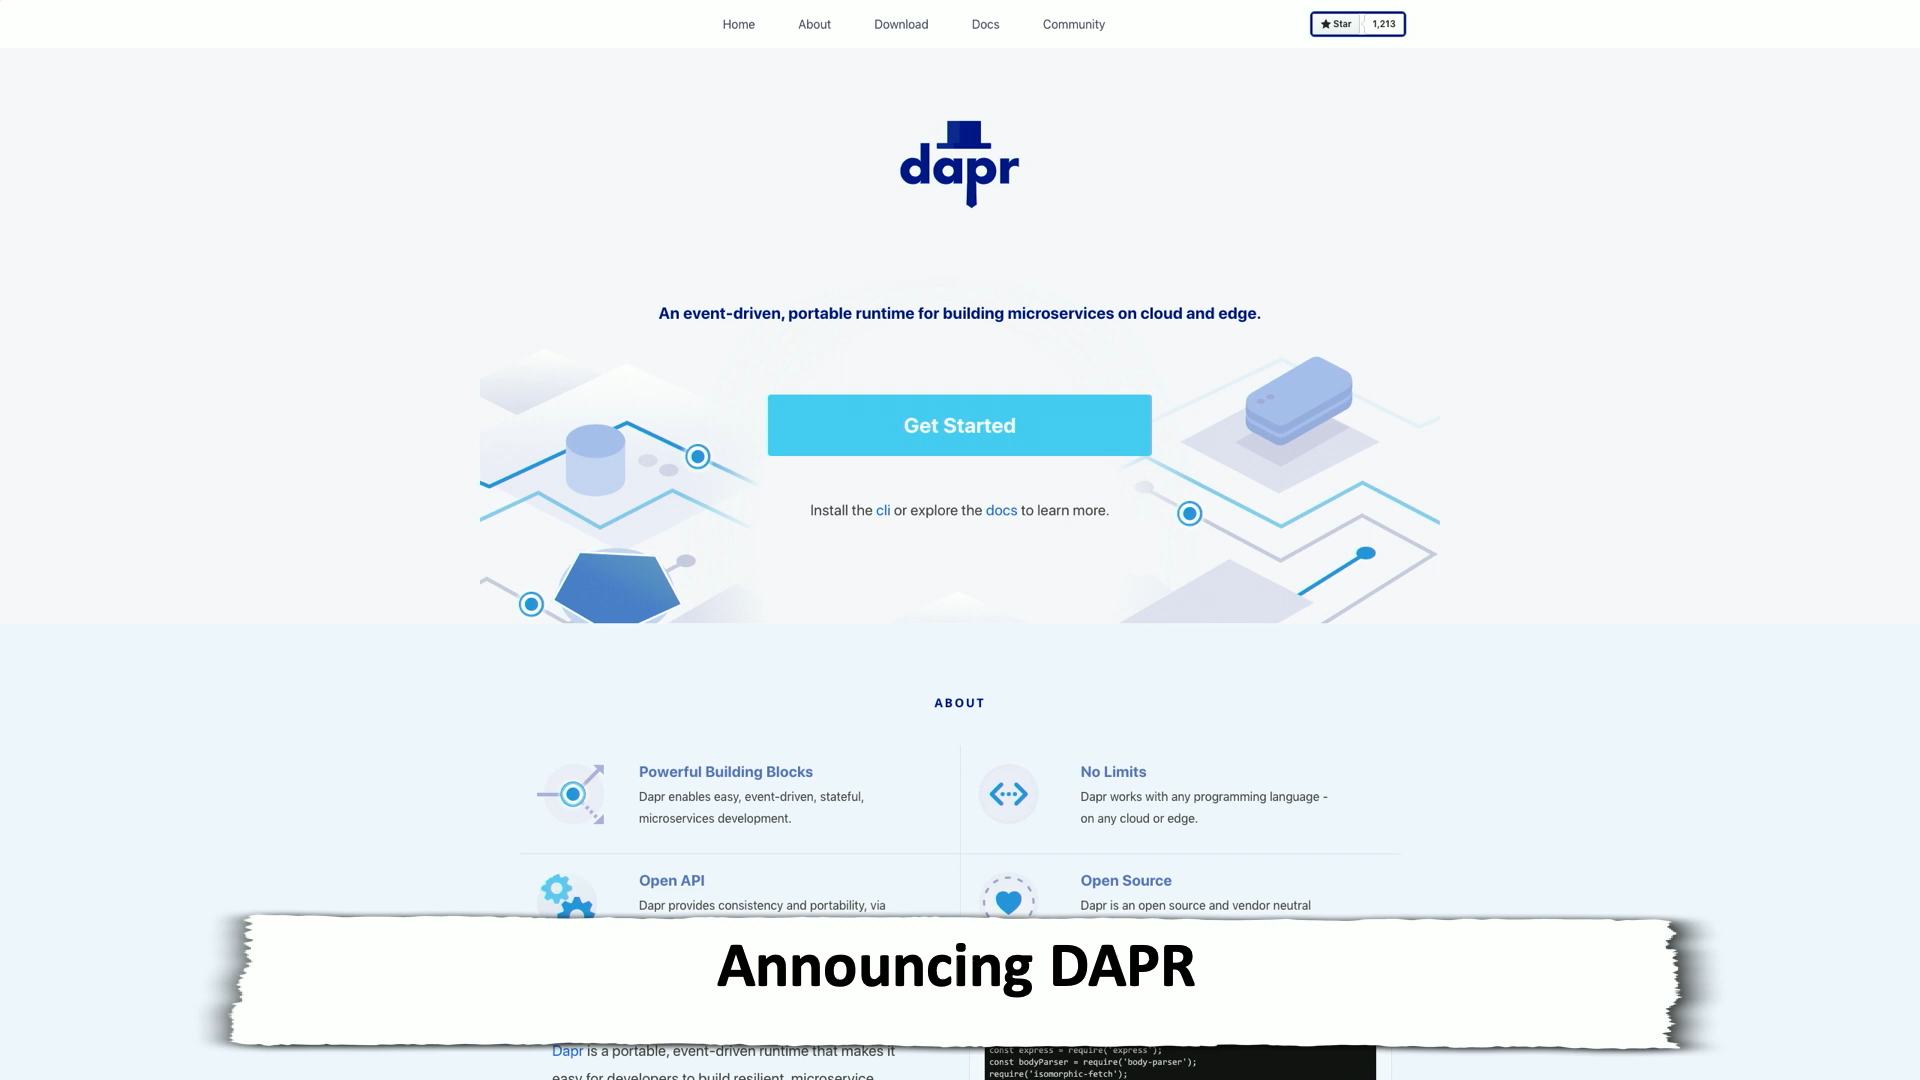 Home About Download Docs Community Star 1,213
dapr
An event-driven, portable runtime for building microservices on cloud and edge.
Get Started
Install the cli or explore the docs to learn more.
ABOUT
Powerful Building Blocks
Dapr enables easy, event-driven, stateful,
microservices development.
No Limits
Dapr works with any programming language -
on any cloud or edge.
Open API
Dapr provides consistency and portability, via
Open Source
Dapr is an open source and vendor neutral
Announcing DAPR
Dapr is a portable, event-driven runtime that makes it
easy for developers to build resilient, microservice
const express = require('express');
const bodyParser = require('body-parser');
require('isomorphic-fetch');